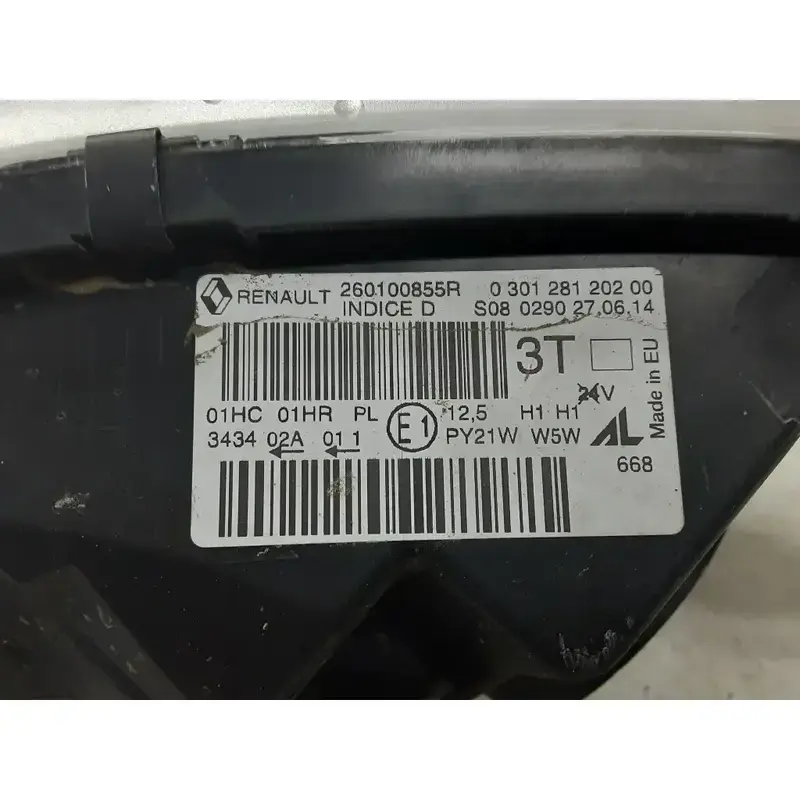 RENAULT 260100855R 0 301 281 202 00
INDICE D S08 0290 27.06.14
3T
24V
Made in EU
01HC 01HR PL E1 12,5 H1 H1
3434 02A 01 1 PY21W W5W AL
668